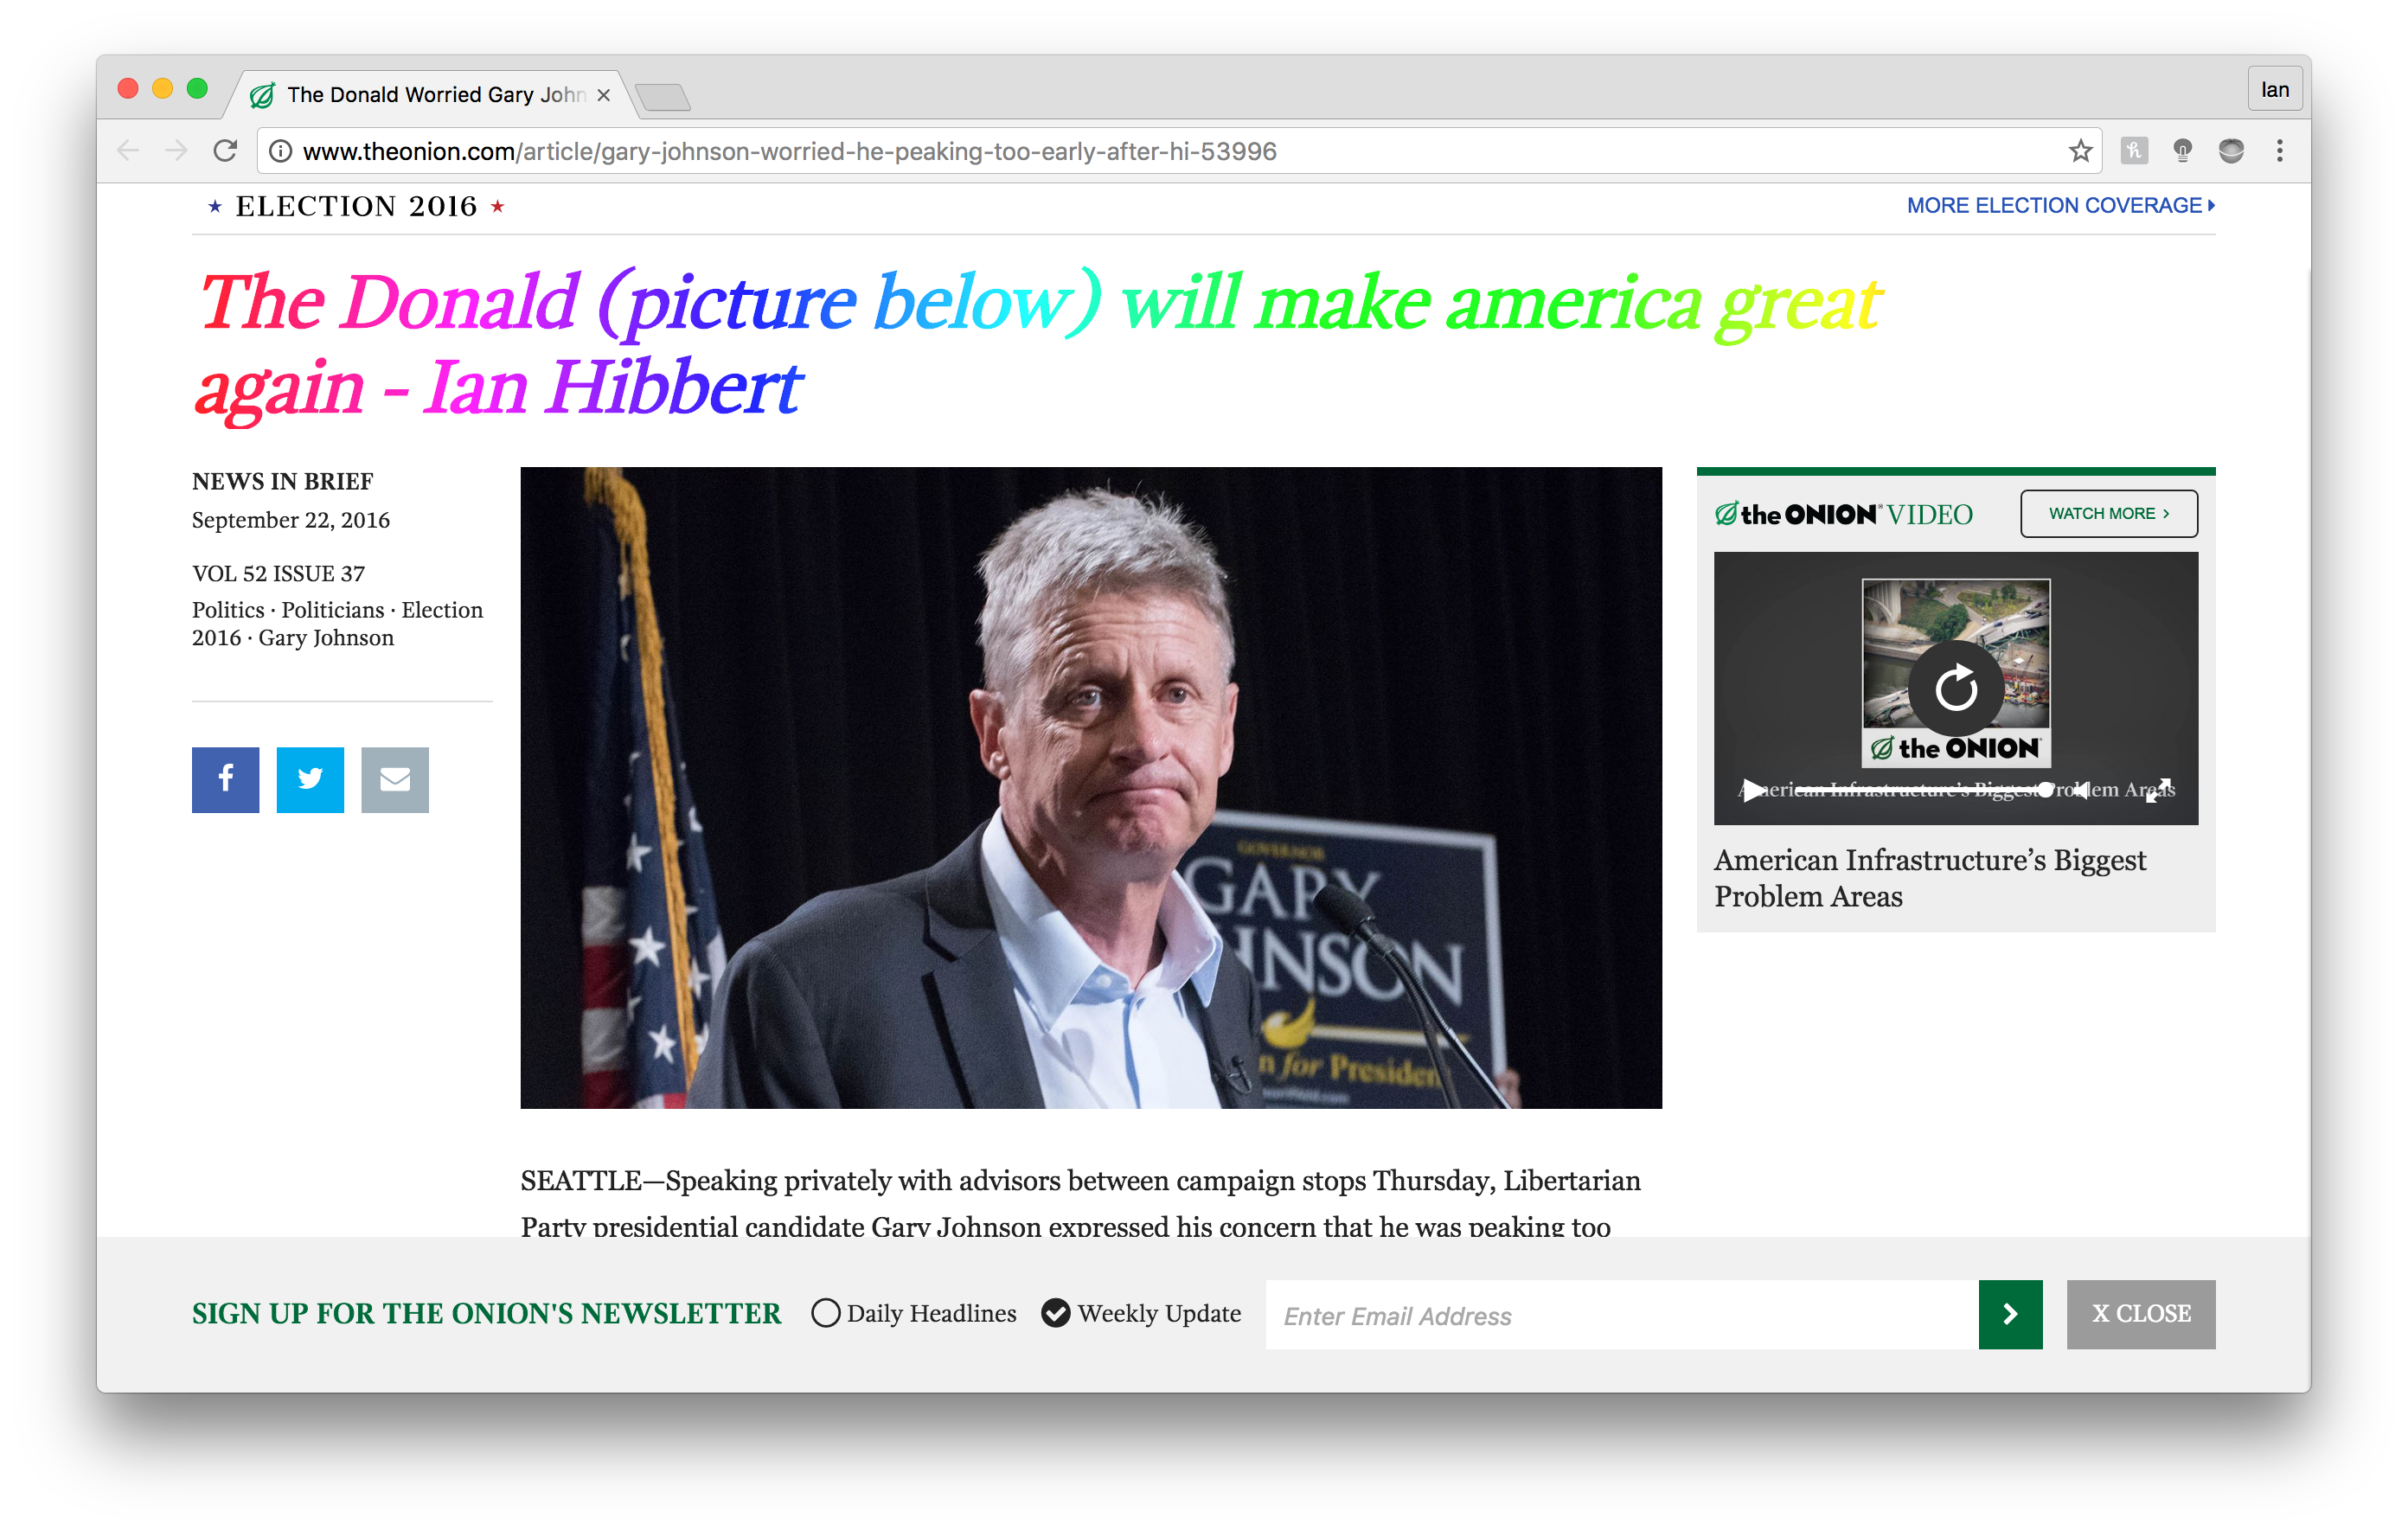 The Donald Worried Gary John
Ian
www.theonion.com/article/gary-johnson-worried-he-peaking-too-early-after-hi-53996
ELECTION 2016
MORE ELECTION COVERAGE
The Donald (picture below) will make america great
again - Ian Hibbert
NEWS IN BRIEF
September 22, 2016
VOL 52 ISSUE 37
Politics · Politicians · Election
2016 · Gary Johnson
f
GOVERNOR
GARY
HNSON
n for Presiden
the ONION VIDEO
WATCH MORE
the ONION
American Infrastructure's Biggest Problem Areas
American Infrastructure's Biggest
Problem Areas
SEATTLE—Speaking privately with advisors between campaign stops Thursday, Libertarian
Party presidential candidate Gary Johnson expressed his concern that he was peaking too
SIGN UP FOR THE ONION'S NEWSLETTER
Daily Headlines
Weekly Update
Enter Email Address
X CLOSE